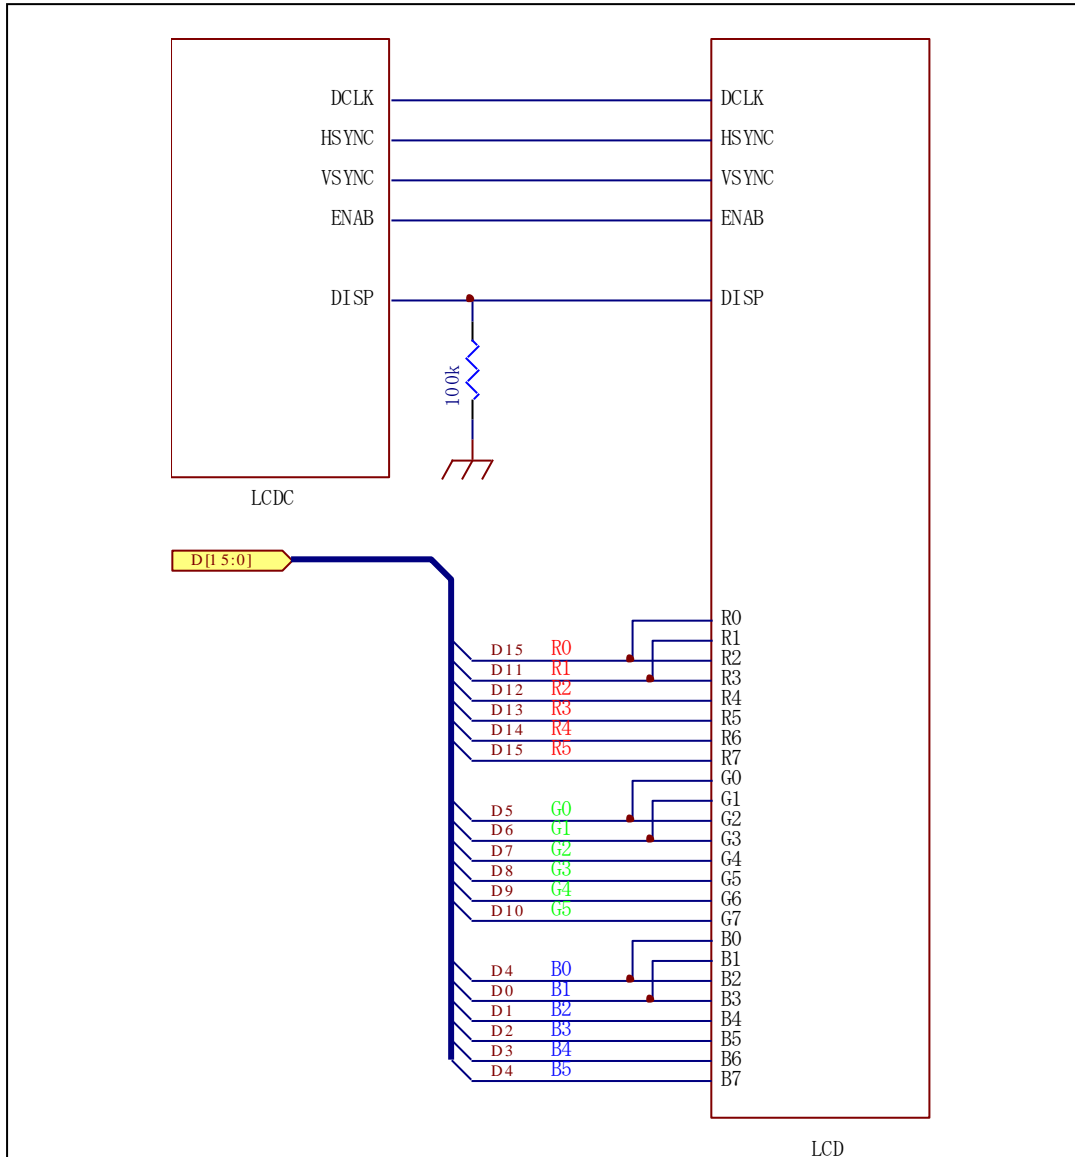 DCLK DCLK
HSYNC HSYNC
VSYNC VSYNC
ENAB ENAB
DISP DISP
100k
LCDC
D[15:0]
R0
R1
D15 R0 R2
D11 R1 R3
D12 R2 R4
D13 R3 R5
D14 R4 R6
D15 R5 R7
G0
G1
D5 G0 G2
D6 G1 G3
D7 G2 G4
D8 G3 G5
D9 G4 G6
D10 G5 G7
B0
B1
D4 B0 B2
D0 B1 B3
D1 B2 B4
D2 B3 B5
D3 B4 B6
D4 B5 B7
LCD